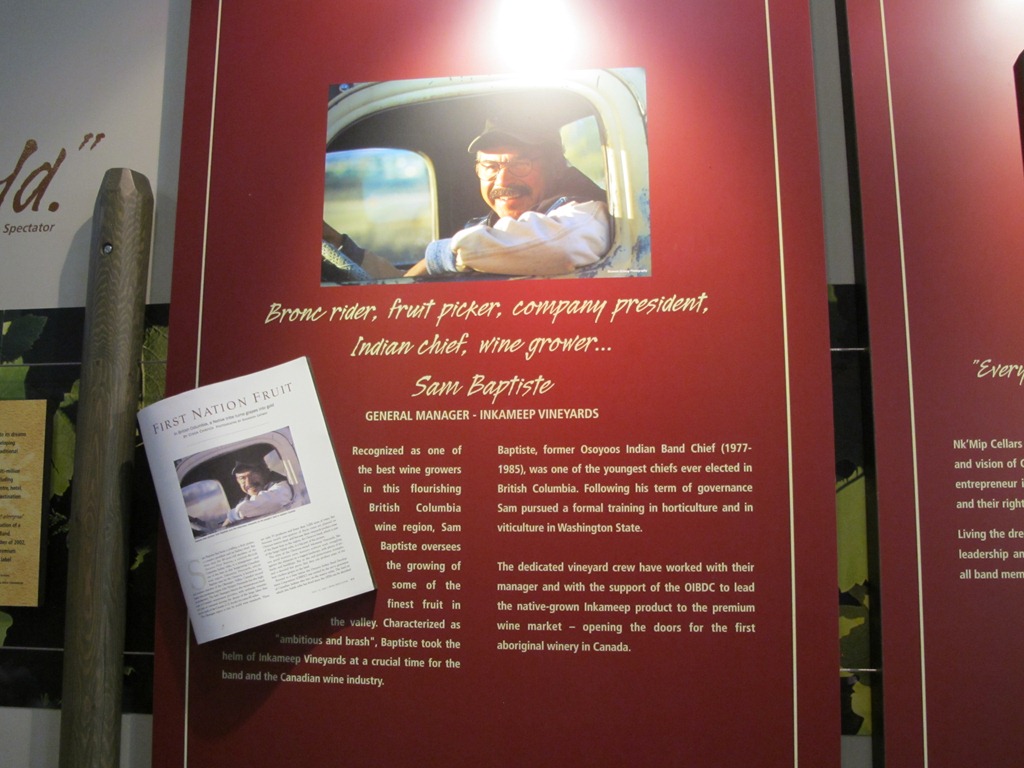 ld."
Spectator
Bronc rider, fruit picker, company president,
Indian chief, wine grower...
Sam Baptiste
GENERAL MANAGER - INKAMEEP VINEYARDS
Recognized as one of
the best wine growers
in this flourishing
British Columbia
wine region, Sam
Baptiste oversees
the growing of
some of the
finest fruit in
the valley. Characterized as
"ambitious and brash", Baptiste took the
helm of Inkameep Vineyards at a crucial time for the
band and the Canadian wine industry.
Baptiste, former Osoyoos Indian Band Chief (1977-
1985), was one of the youngest chiefs ever elected in
British Columbia. Following his term of governance
Sam pursued a formal training in horticulture and in
viticulture in Washington State.
The dedicated vineyard crew have worked with their
manager and with the support of the OIBDC to lead
the native-grown Inkameep product to the premium
wine market – opening the doors for the first
aboriginal winery in Canada.
FIRST NATION FRUIT
"Every
Nk'Mip Cellars
and vision of C
entrepreneur i
and their right
Living the dre
leadership an
all band mem